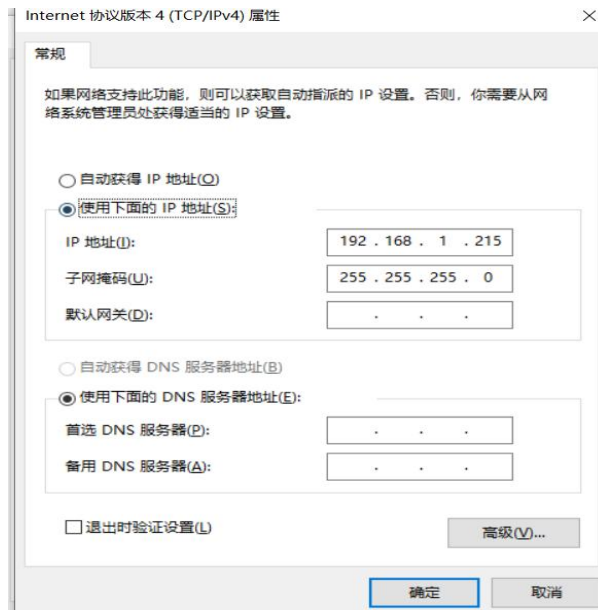 Internet 协议版本 4 (TCP/IPv4) 属性
常规
如果网络支持此功能，则可以获取自动指派的 IP 设置。否则，你需要从网
络系统管理员处获得适当的 IP 设置。
自动获得 IP 地址(O)
使用下面的 IP 地址(S):
IP 地址(I): 192 . 168 . 1 . 215
子网掩码(U): 255 . 255 . 255 . 0
默认网关(D): . . .
自动获得 DNS 服务器地址(B)
使用下面的 DNS 服务器地址(E):
首选 DNS 服务器(P): . . .
备用 DNS 服务器(A): . . .
退出时验证设置(L)
高级(V)...
确定 取消